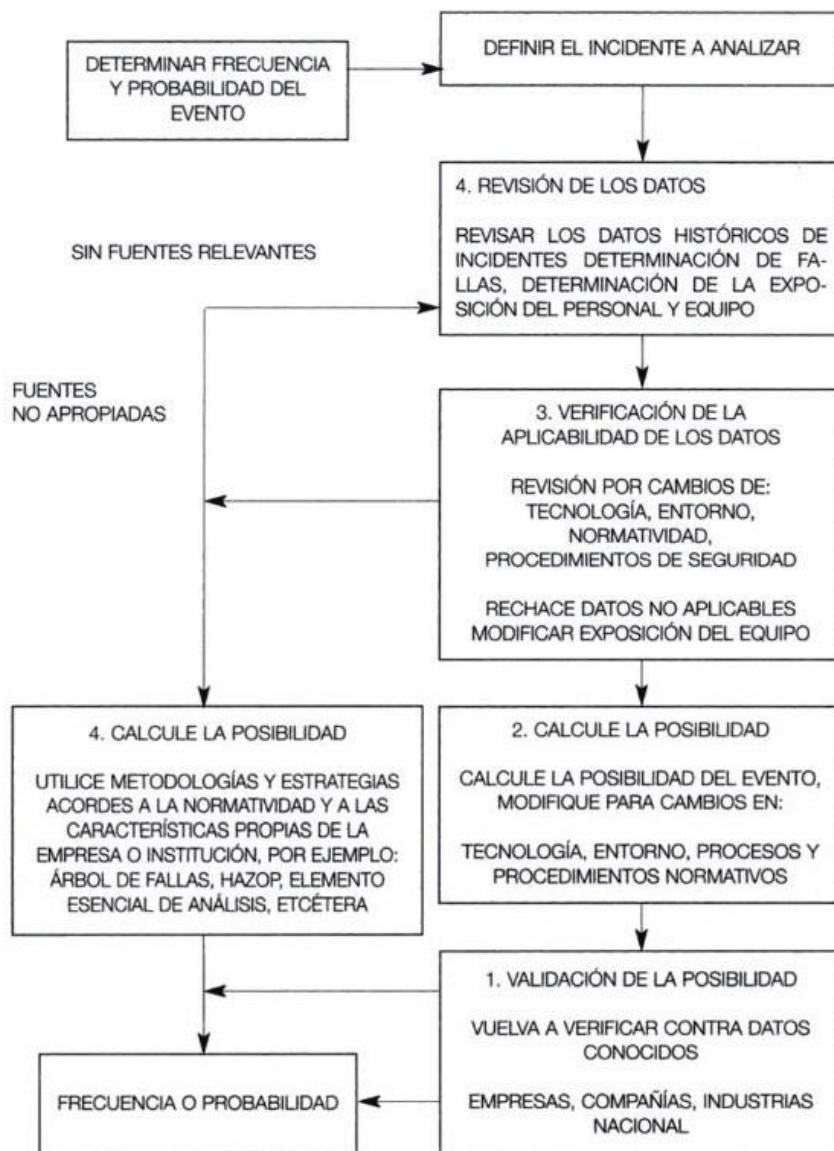 DETERMINAR FRECUENCIA
Y PROBABILIDAD DEL
EVENTO
DEFINIR EL INCIDENTE A ANALIZAR
4. REVISIÓN DE LOS DATOS
REVISAR LOS DATOS HISTÓRICOS DE
INCIDENTES DETERMINACIÓN DE FA-
LLAS, DETERMINACIÓN DE LA EXPO-
SICIÓN DEL PERSONAL Y EQUIPO
SIN FUENTES RELEVANTES
FUENTES
NO APROPIADAS
3. VERIFICACIÓN DE LA
APLICABILIDAD DE LOS DATOS
REVISIÓN POR CAMBIOS DE:
TECNOLOGÍA, ENTORNO,
NORMATIVIDAD,
PROCEDIMIENTOS DE SEGURIDAD
RECHACE DATOS NO APLICABLES
MODIFICAR EXPOSICIÓN DEL EQUIPO
4. CALCULE LA POSIBILIDAD
UTILICE METODOLOGÍAS Y ESTRATEGIAS
ACORDES A LA NORMATIVIDAD Y A LAS
CARACTERÍSTICAS PROPIAS DE LA
EMPRESA O INSTITUCIÓN, POR EJEMPLO:
ÁRBOL DE FALLAS, HAZOP, ELEMENTO
ESENCIAL DE ANÁLISIS, ETCÉTERA
2. CALCULE LA POSIBILIDAD
CALCULE LA POSIBILIDAD DEL EVENTO,
MODIFIQUE PARA CAMBIOS EN:
TECNOLOGÍA, ENTORNO, PROCESOS Y
PROCEDIMIENTOS NORMATIVOS
1. VALIDACIÓN DE LA POSIBILIDAD
VUELVA A VERIFICAR CONTRA DATOS
CONOCIDOS
EMPRESAS, COMPAÑÍAS, INDUSTRIAS
NACIONAL
FRECUENCIA O PROBABILIDAD